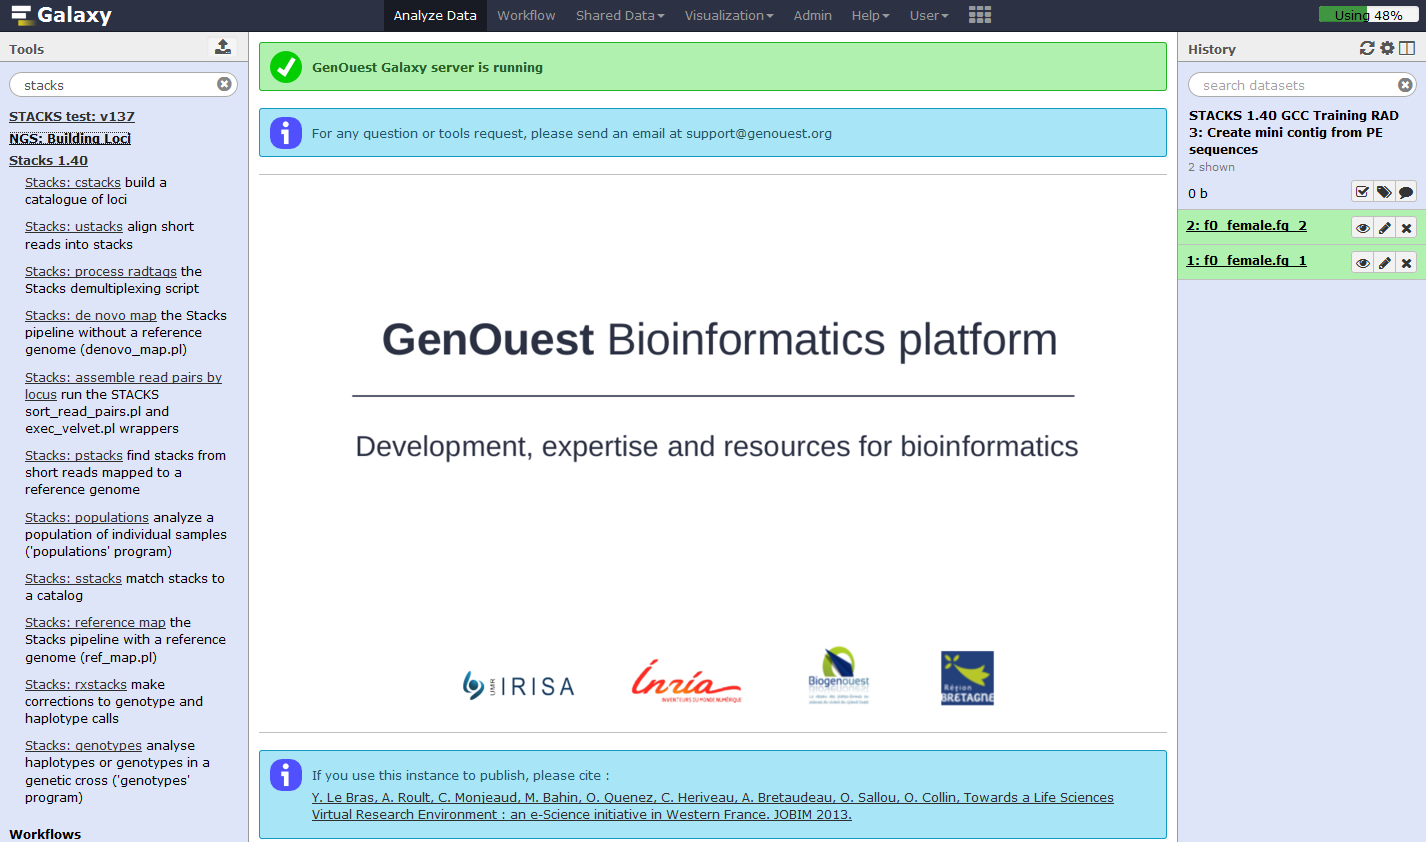 Galaxy
Analyze Data
Workflow
Shared Data
Visualization
Admin
Help
User
Using 48%
Tools
stacks
STACKS test: v137
NGS: Building Loci
Stacks 1.40
Stacks: cstacks build a
catalogue of loci
Stacks: ustacks align short
reads into stacks
Stacks: process radtags the
Stacks demultiplexing script
Stacks: de novo map the Stacks
pipeline without a reference
genome (denovo_map.pl)
Stacks: assemble read pairs by
locus run the STACKS
sort_read_pairs.pl and
exec_velvet.pl wrappers
Stacks: pstacks find stacks from
short reads mapped to a
reference genome
Stacks: populations analyze a
population of individual samples
('populations' program)
Stacks: sstacks match stacks to
a catalog
Stacks: reference map the
Stacks pipeline with a reference
genome (ref_map.pl)
Stacks: rxstacks make
corrections to genotype and
haplotype calls
Stacks: genotypes analyse
haplotypes or genotypes in a
genetic cross ('genotypes'
program)
Workflows
GenOuest Galaxy server is running
For any question or tools request, please send an email at support@genouest.org
GenOuest Bioinformatics platform
Development, expertise and resources for bioinformatics
UMR IRISA
Inria
INVENTEURS DU MONDE NUMÉRIQUE
Biogenouest
Région
BRETAGNE
If you use this instance to publish, please cite :
Y. Le Bras, A. Roult, C. Monjeaud, M. Bahin, O. Quenez, C. Heriveau, A. Bretaudeau, O. Sallou, O. Collin, Towards a Life Sciences
Virtual Research Environment : an e-Science initiative in Western France. JOBIM 2013.
History
search datasets
STACKS 1.40 GCC Training RAD
3: Create mini contig from PE
sequences
2 shown
0 b
2: f0_female.fq_2
1: f0_female.fq_1